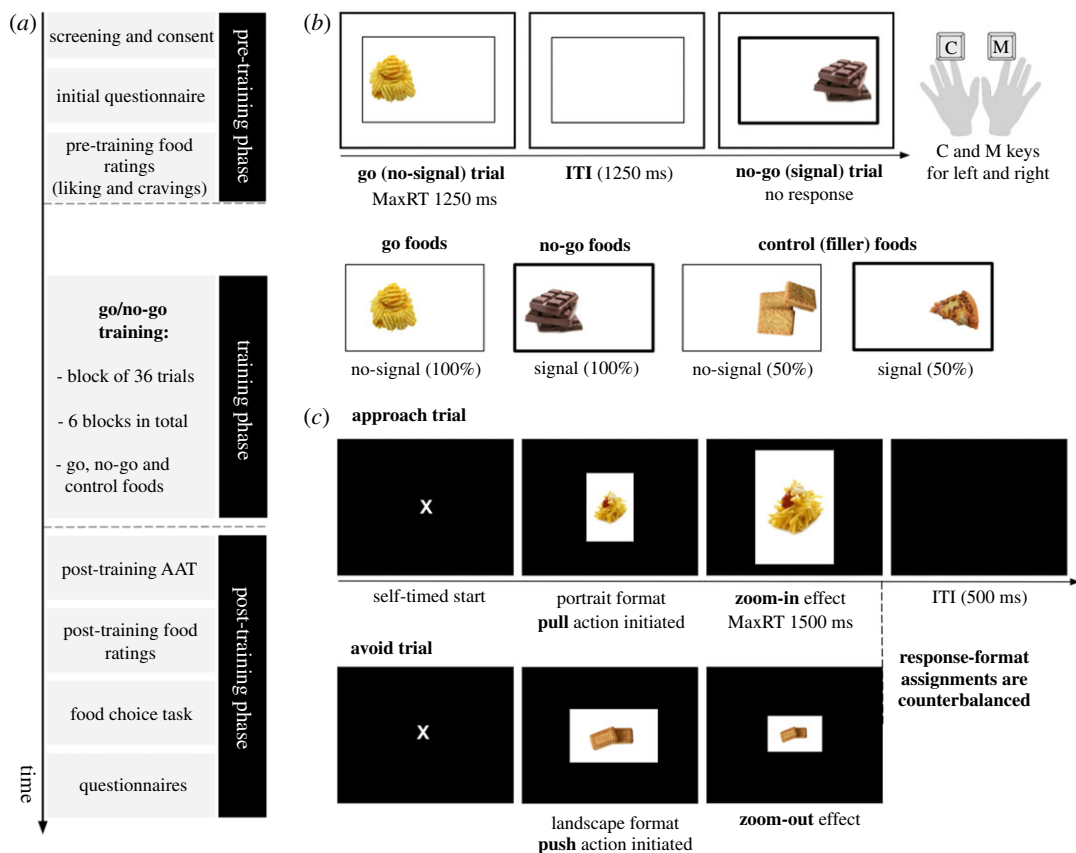 (a)
screening and consent
initial questionnaire
pre-training food
ratings
(liking and cravings)
pre-training phase
go/no-go
training:
- block of 36 trials
- 6 blocks in total
- go, no-go and
control foods
training phase
post-training AAT
post-training food
ratings
food choice task
questionnaires
post-training phase
time
(b)
C
M
go (no-signal) trial
MaxRT 1250 ms
ITI (1250 ms)
no-go (signal) trial
no response
C and M keys
for left and right
go foods
no-go foods
control (filler) foods
no-signal (100%)
signal (100%)
no-signal (50%)
signal (50%)
(c)
approach trial
X
self-timed start
portrait format
pull action initiated
zoom-in effect
MaxRT 1500 ms
ITI (500 ms)
avoid trial
response-format
assignments are
counterbalanced
X
landscape format
push action initiated
zoom-out effect